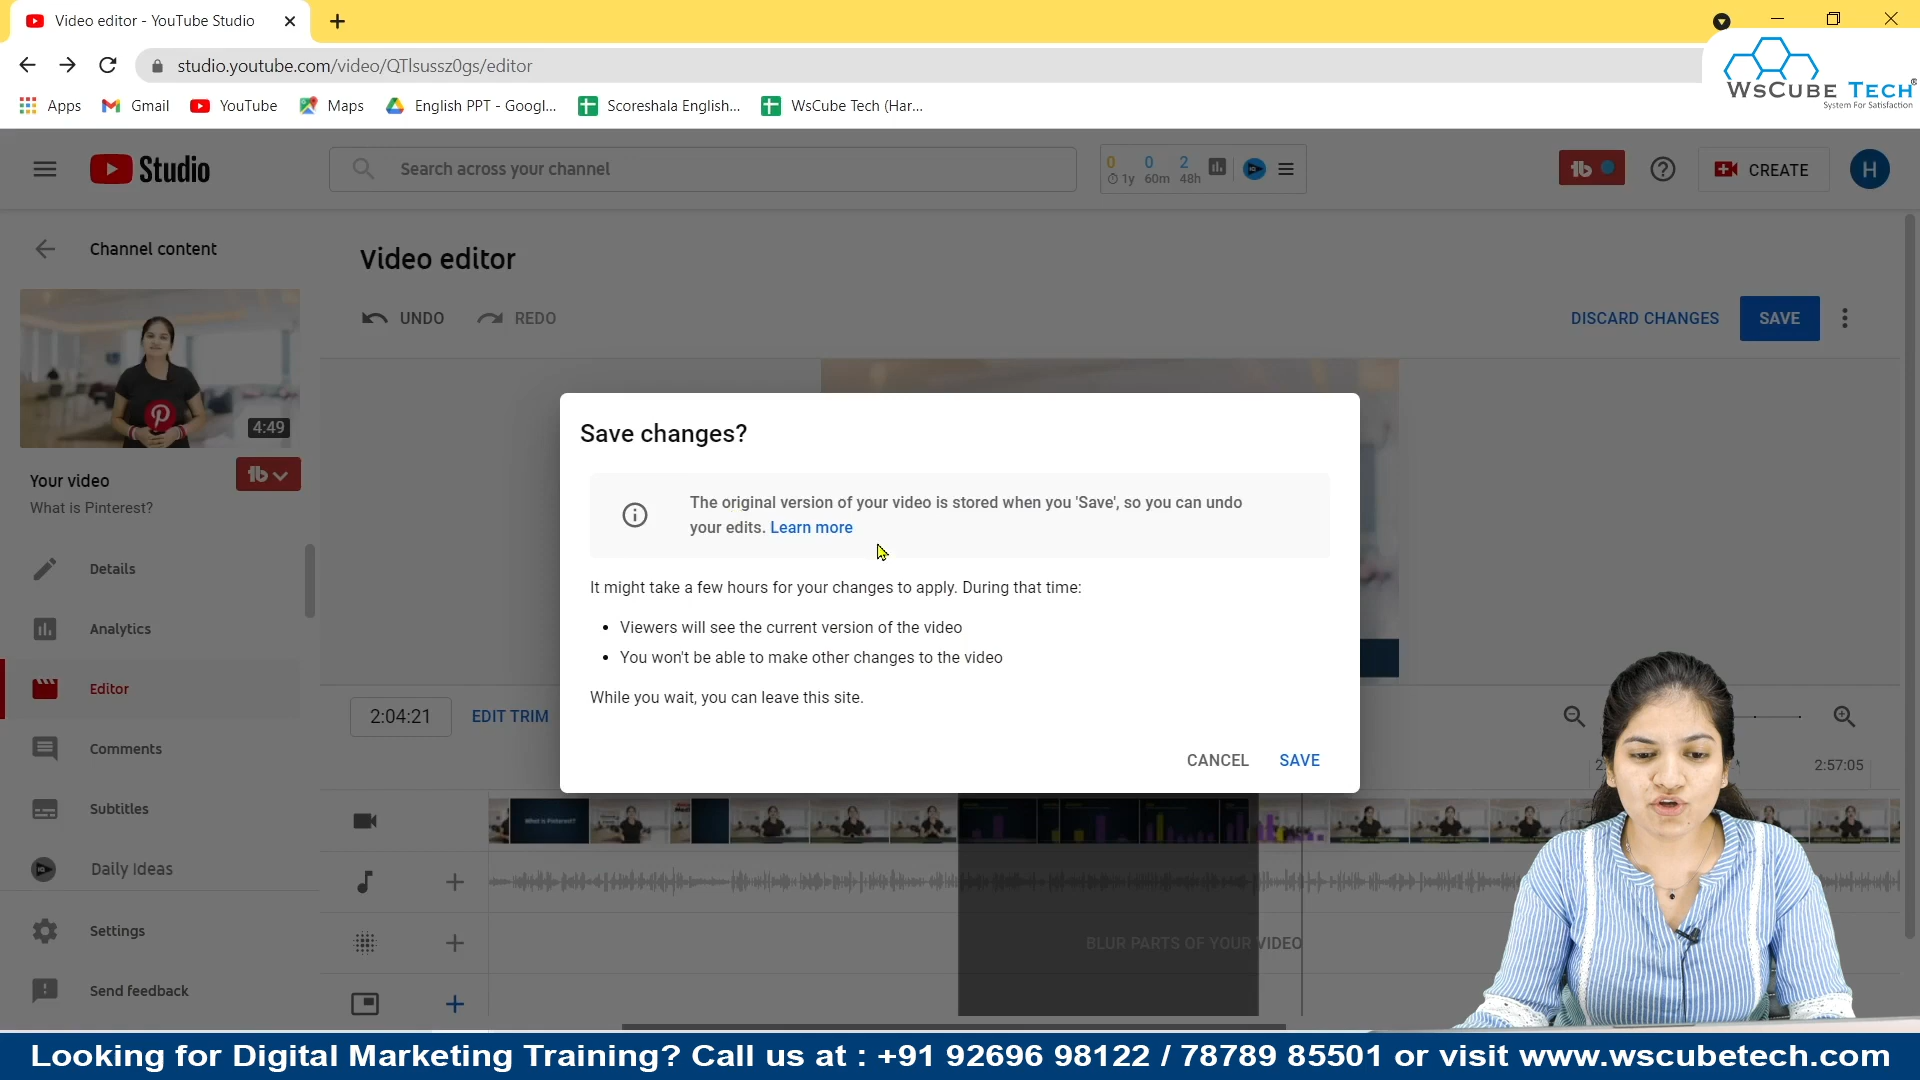 Video editor - YouTube Studio
studio.youtube.com/video/QTlsussz0gs/editor
Apps Gmail YouTube Maps English PPT - Googl... Scoreshala English... WsCube Tech (Har...
WsCube Tech®
System For Satisfaction
Studio
Search across your channel
0 0 2
1y 60m 48h
tb
CREATE
H
Channel content
Video editor
UNDO REDO
DISCARD CHANGES
SAVE
4:49
Your video
tb
What is Pinterest?
Save changes?
The original version of your video is stored when you 'Save', so you can undo
your edits. Learn more
It might take a few hours for your changes to apply. During that time:
• Viewers will see the current version of the video
• You won't be able to make other changes to the video
While you wait, you can leave this site.
CANCEL SAVE
Details
Analytics
Editor
Comments
Subtitles
Daily Ideas
Settings
Send feedback
2:04:21
EDIT TRIM
2:57:05
What is Pinterest?
BLUR PARTS OF YOUR VIDEO
Looking for Digital Marketing Training? Call us at : +91 92696 98122 / 78789 85501 or visit www.wscubetech.com